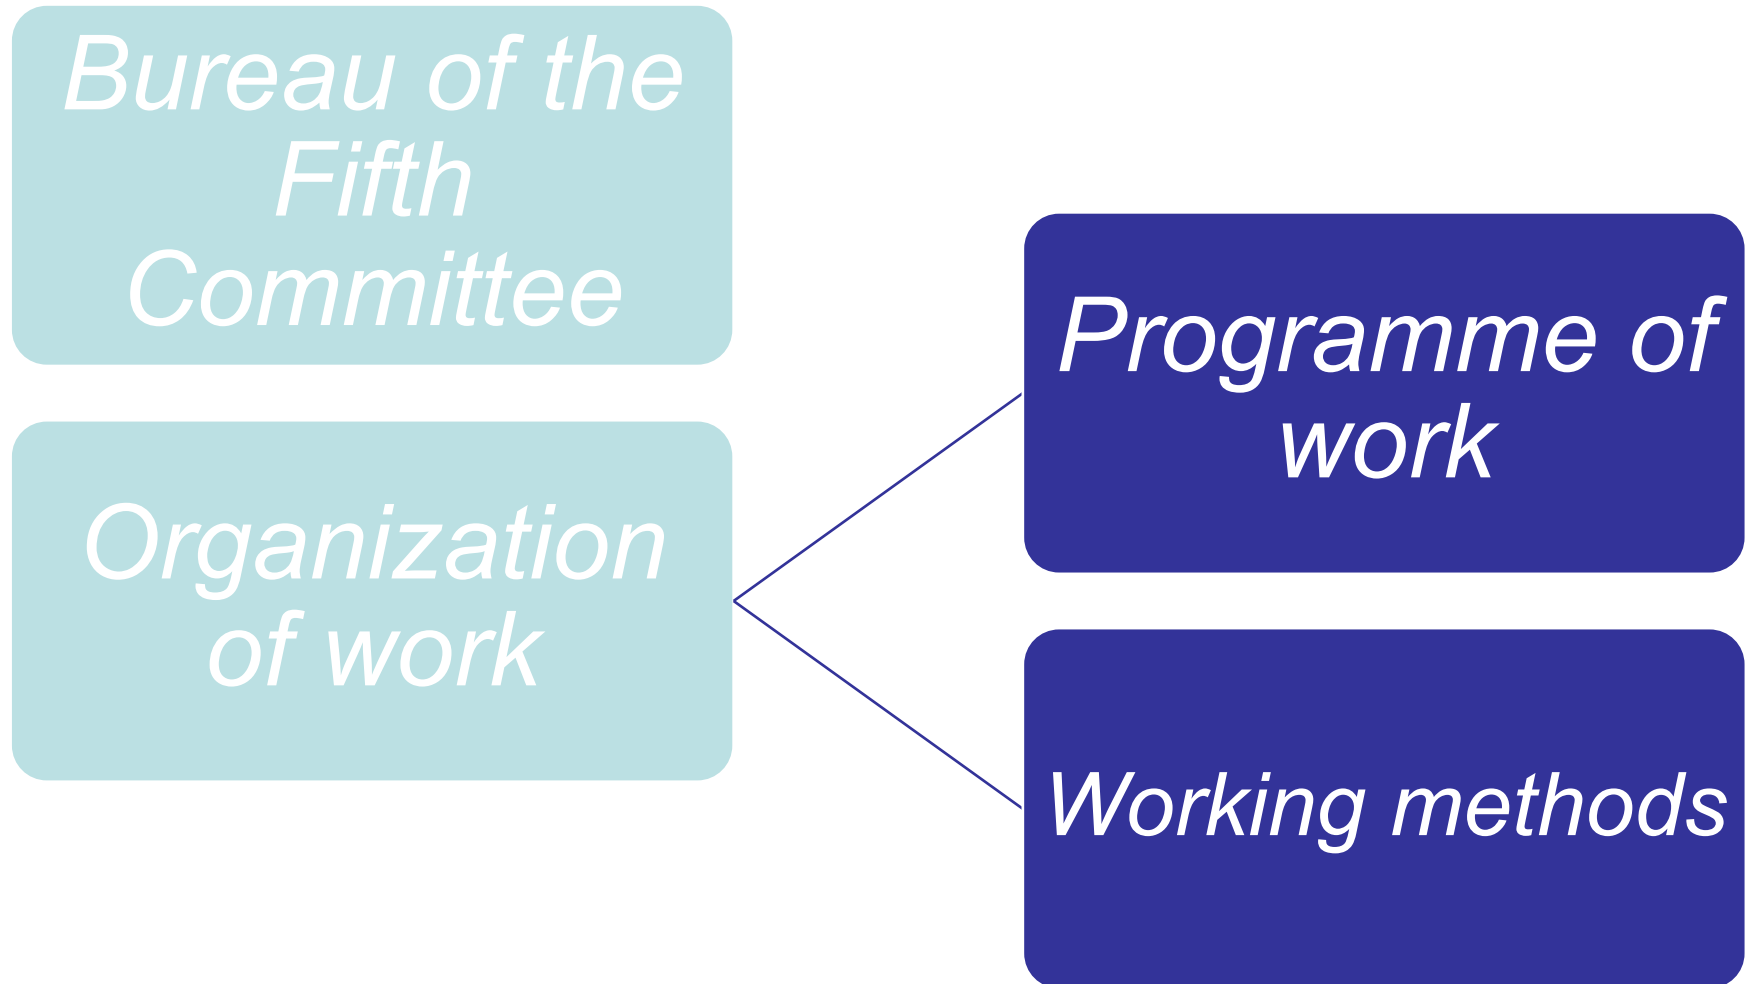 Bureau of the
Fifth
Committee
Organization
of work
Programme of
work
Working methods